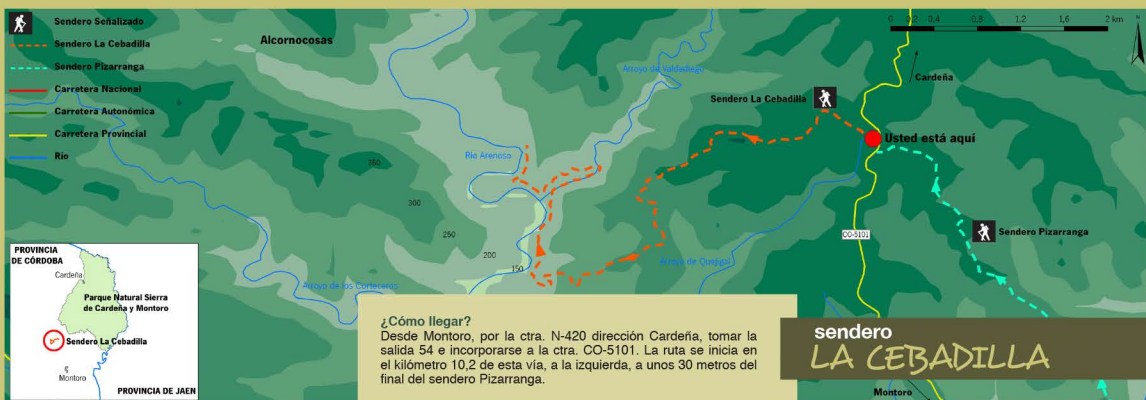 Sendero Señalizado
Sendero La Cebadilla
Sendero Pizarranga
Carretera Nacional
Carretera Autonómica
Carretera Provincial
Río
Alcornocosas
Arroyo de Valdediego
Sendero La Cebadilla
0 0,2 0,4 0,8 1,2 1,6 2 km
N
Cardeña
Usted está aquí
Río Arenoso
350
300
250
200
150
CO-5101
Sendero Pizarranga
Arroyo de Quejigal
Arroyo de los Corteceros
PROVINCIA
DE CÓRDOBA
Cardeña
Parque Natural Sierra
de Cardeña y Montoro
Sendero La Cebadilla
Montoro
PROVINCIA DE JAEN
¿Cómo llegar?
Desde Montoro, por la ctra. N-420 dirección Cardeña, tomar la
salida 54 e incorporarse a la ctra. CO-5101. La ruta se inicia en
el kilómetro 10,2 de esta vía, a la izquierda, a unos 30 metros del
final del sendero Pizarranga.
sendero
LA CEBADILLA
Montoro